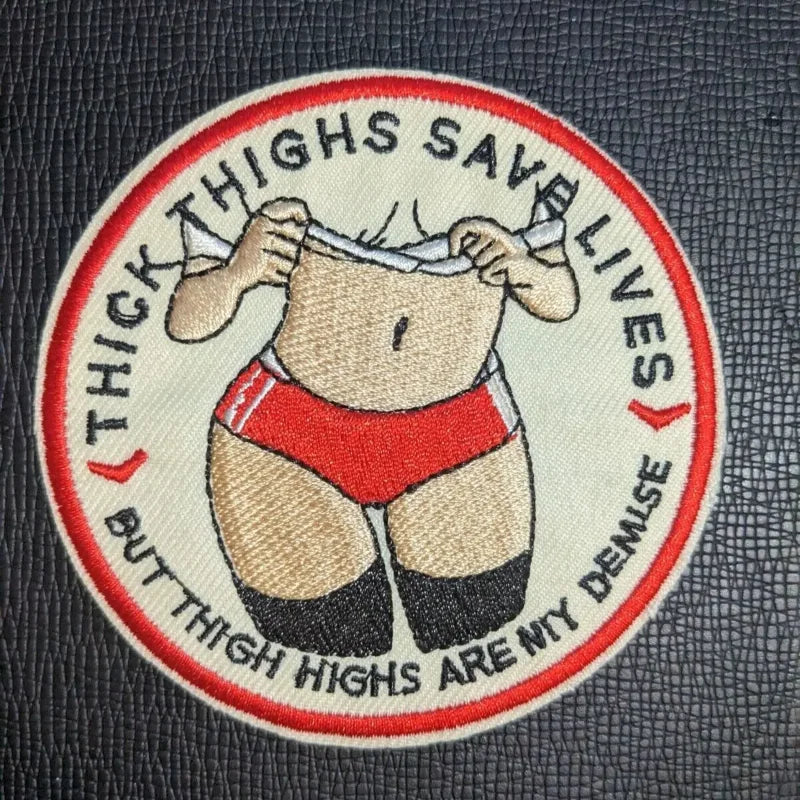 THICK THIGHS SAVE LIVES
BUT THIGH HIGHS ARE MY DEMISE